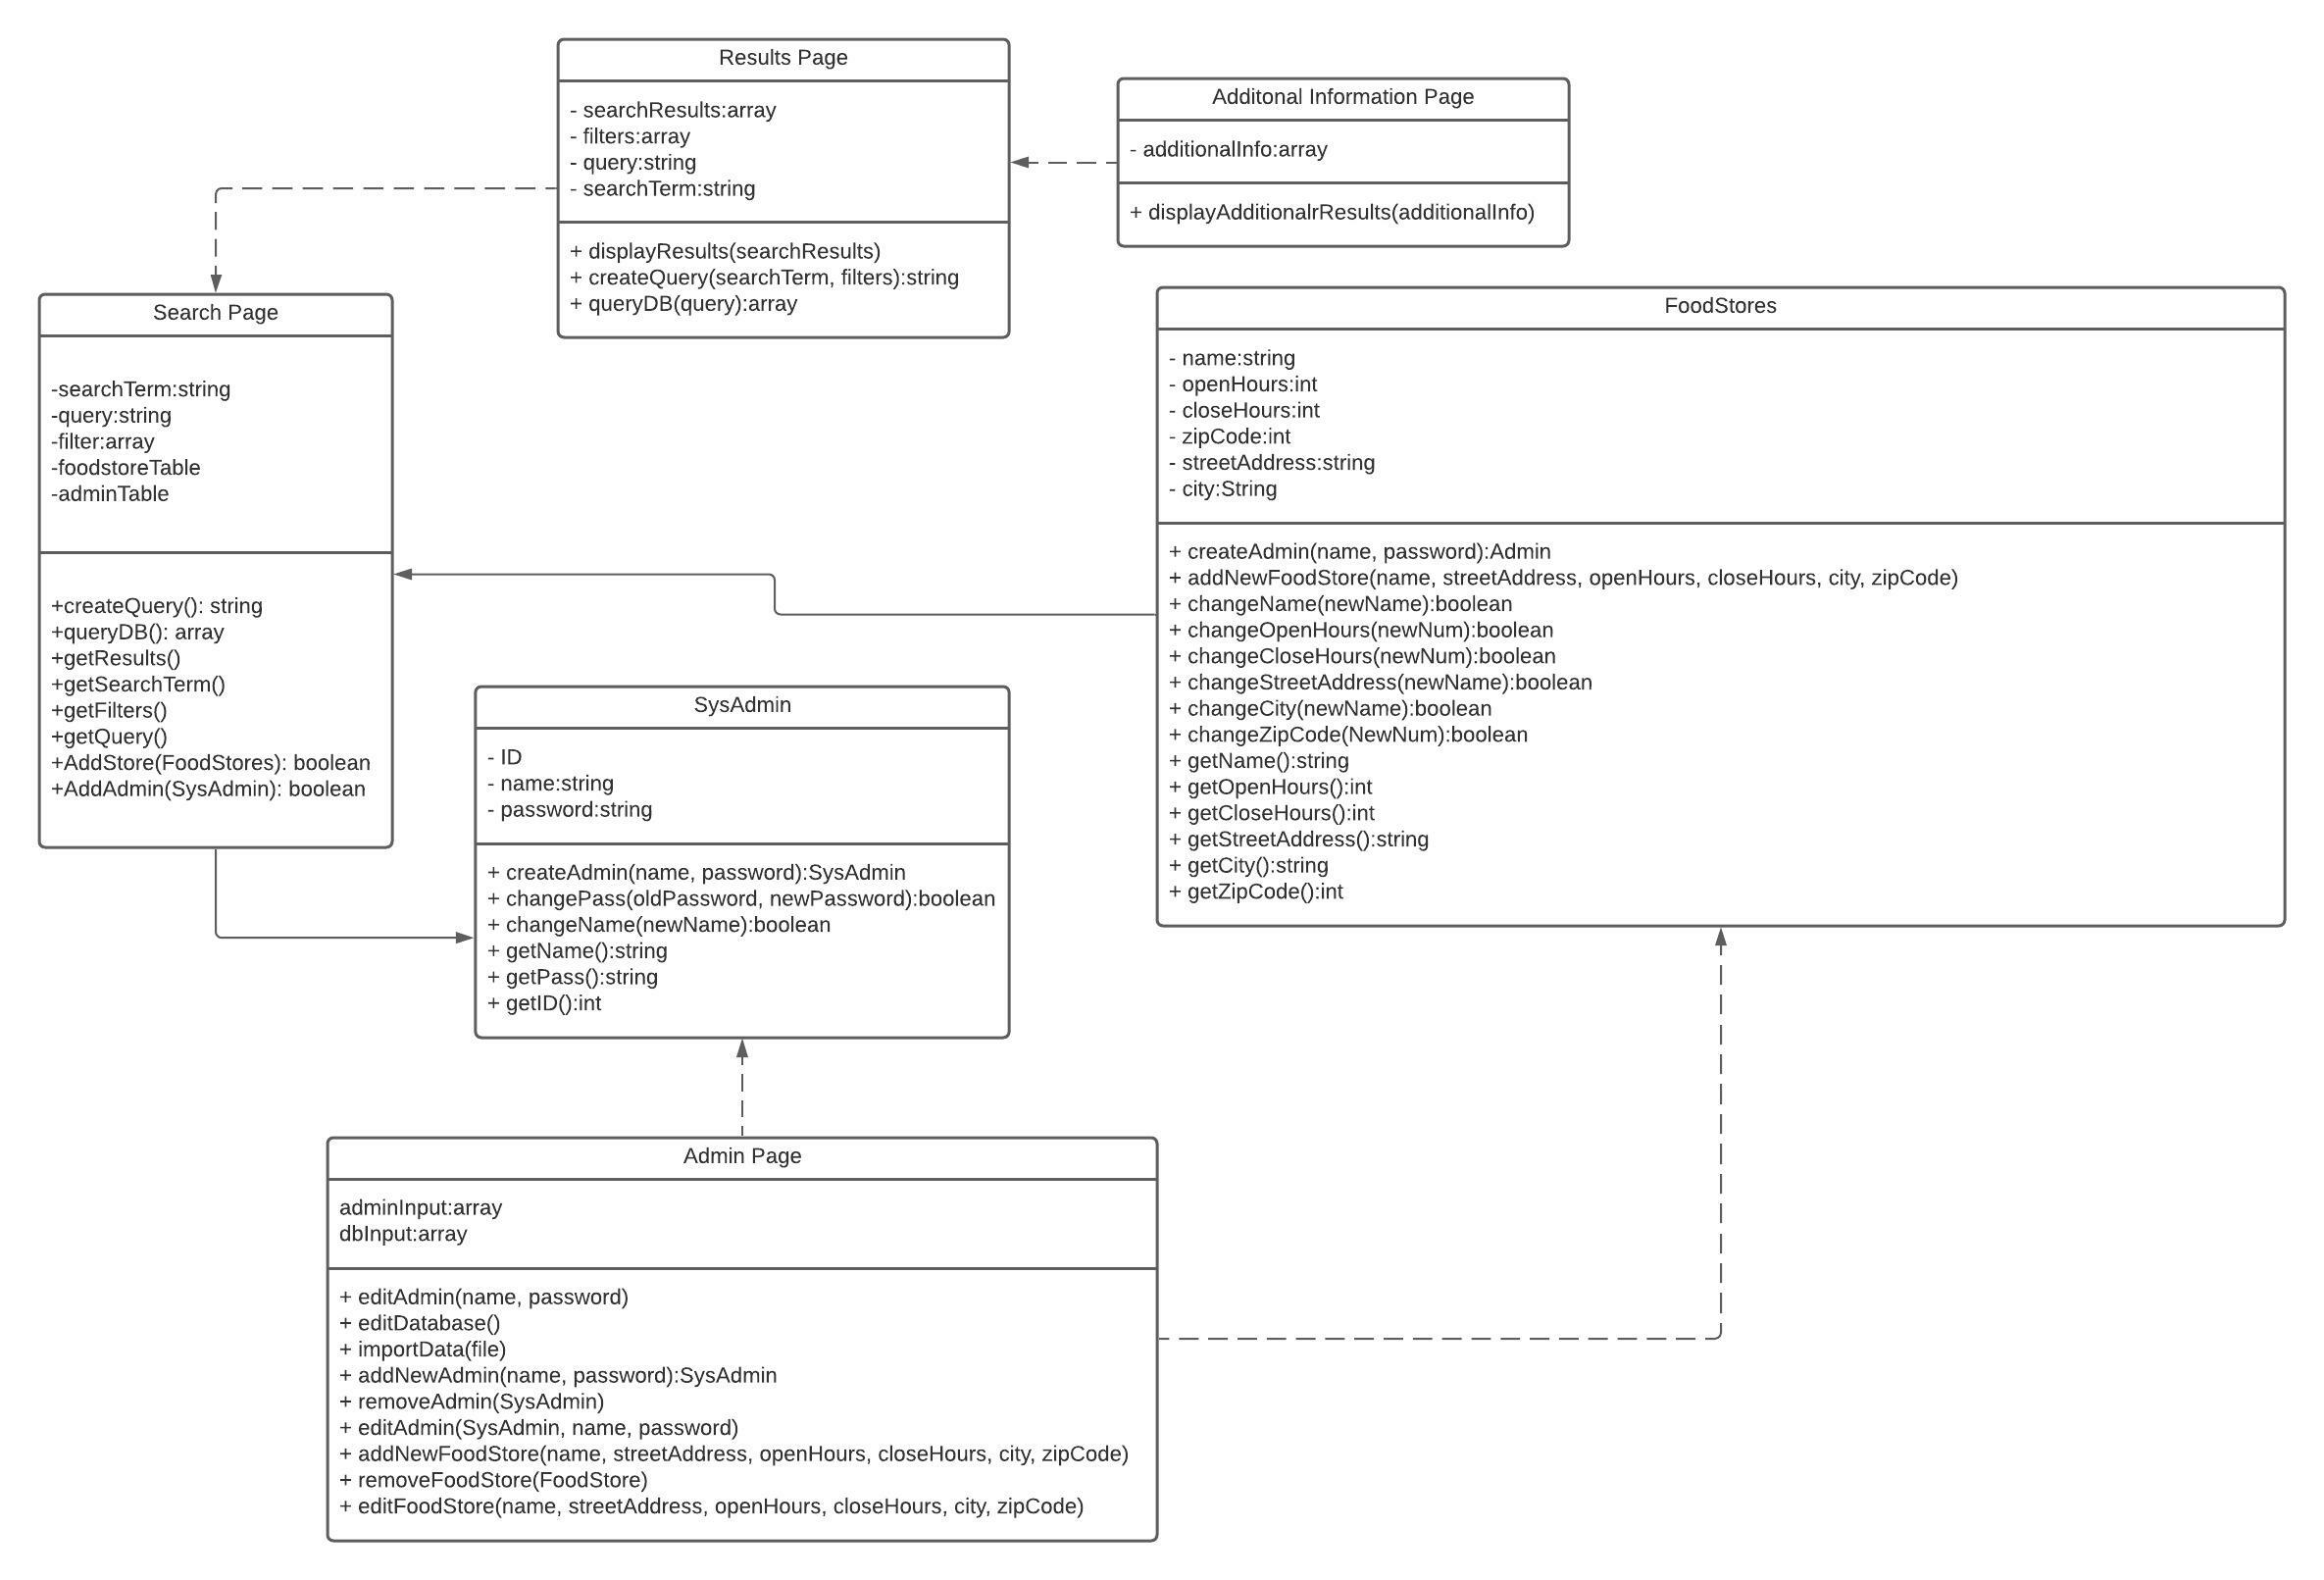 Results Page
- searchResults:array
- filters:array
- query:string
- searchTerm:string
+ displayResults(searchResults)
+ createQuery(searchTerm, filters):string
+ queryDB(query):array
Additonal Information Page
- additionalInfo:array
+ displayAdditionalrResults(additionalInfo)
Search Page
-searchTerm:string
-query:string
-filter:array
-foodstoreTable
-adminTable
+createQuery(): string
+queryDB(): array
+getResults()
+getSearchTerm()
+getFilters()
+getQuery()
+AddStore(FoodStores): boolean
+AddAdmin(SysAdmin): boolean
FoodStores
- name:string
- openHours:int
- closeHours:int
- zipCode:int
- streetAddress:string
- city:String
+ createAdmin(name, password):Admin
+ addNewFoodStore(name, streetAddress, openHours, closeHours, city, zipCode)
+ changeName(newName):boolean
+ changeOpenHours(newNum):boolean
+ changeCloseHours(newNum):boolean
+ changeStreetAddress(newName):boolean
+ changeCity(newName):boolean
+ changeZipCode(NewNum):boolean
+ getName():string
+ getOpenHours():int
+ getCloseHours():int
+ getStreetAddress():string
+ getCity():string
+ getZipCode():int
SysAdmin
- ID
- name:string
- password:string
+ createAdmin(name, password):SysAdmin
+ changePass(oldPassword, newPassword):boolean
+ changeName(newName):boolean
+ getName():string
+ getPass():string
+ getID():int
Admin Page
adminInput:array
dbInput:array
+ editAdmin(name, password)
+ editDatabase()
+ importData(file)
+ addNewAdmin(name, password):SysAdmin
+ removeAdmin(SysAdmin)
+ editAdmin(SysAdmin, name, password)
+ addNewFoodStore(name, streetAddress, openHours, closeHours, city, zipCode)
+ removeFoodStore(FoodStore)
+ editFoodStore(name, streetAddress, openHours, closeHours, city, zipCode)